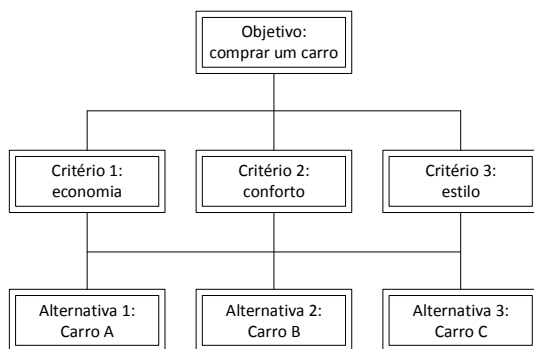 Objetivo:
comprar um carro
Critério 1:
economia
Critério 2:
conforto
Critério 3:
estilo
Alternativa 1:
Carro A
Alternativa 2:
Carro B
Alternativa 3:
Carro C